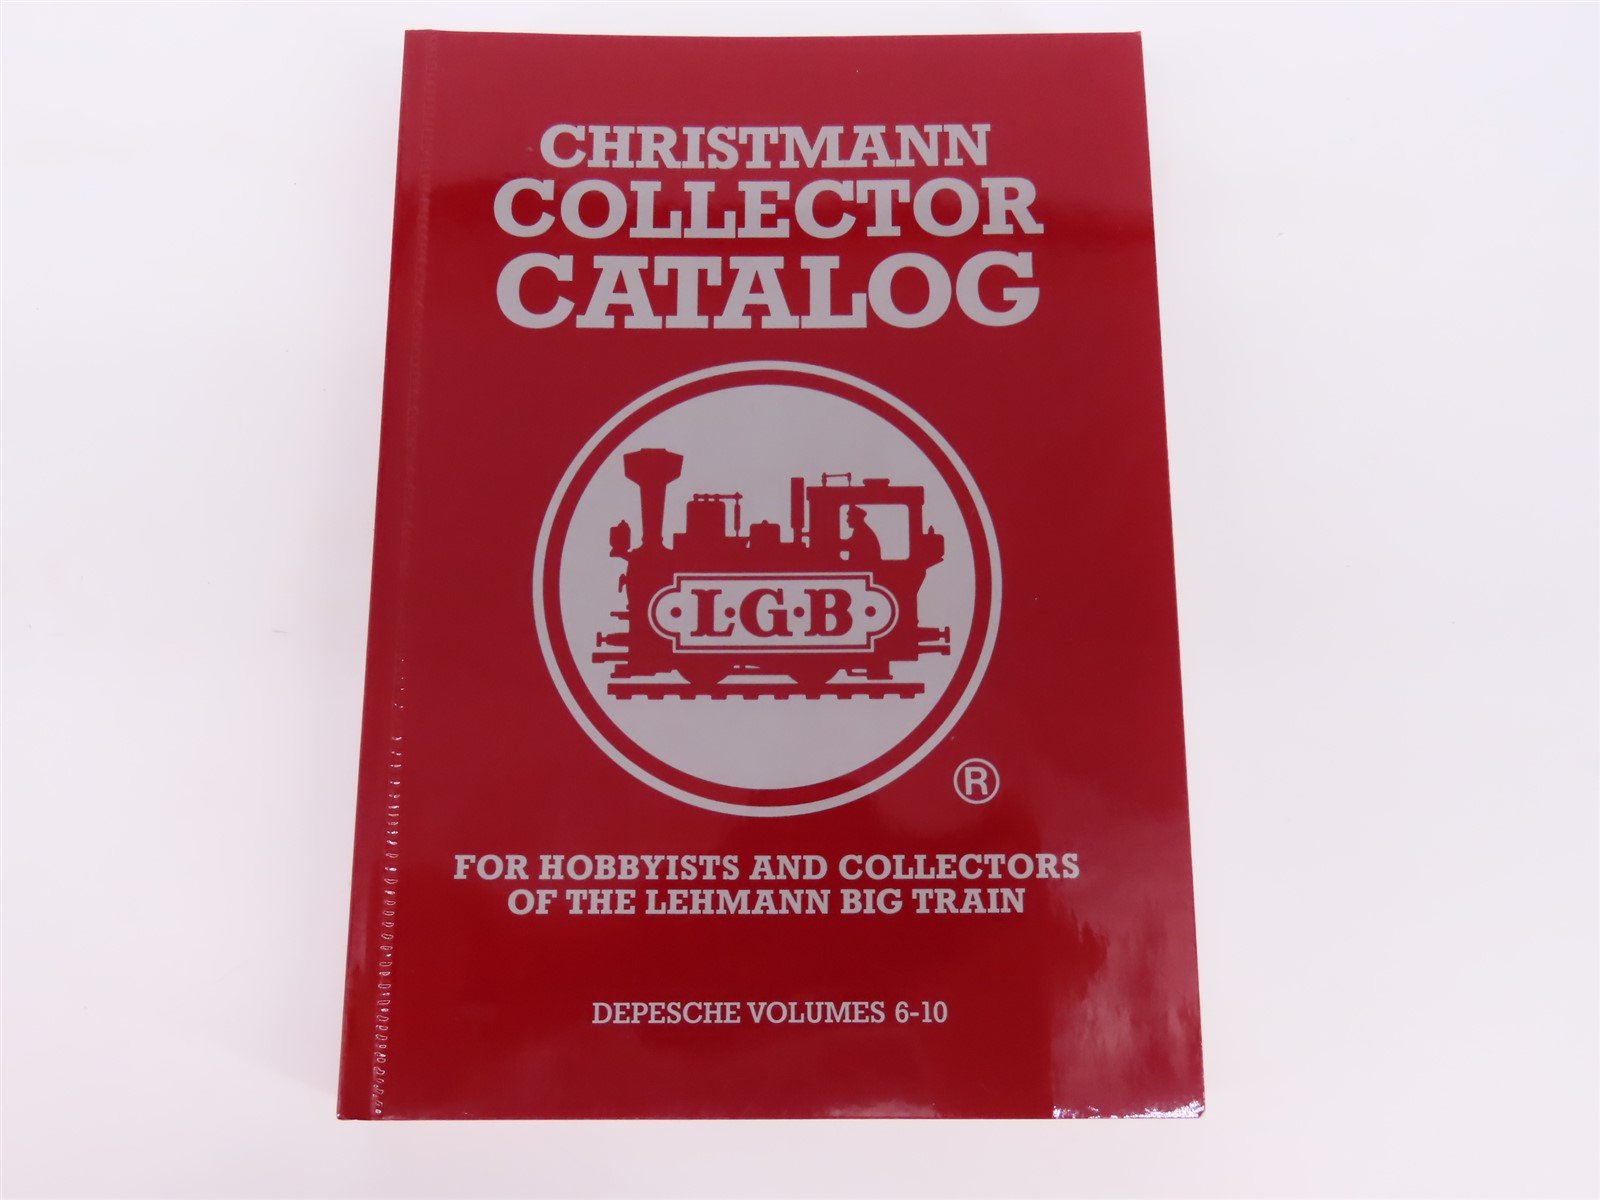 CHRISTMANN
COLLECTOR
CATALOG
L·G·B
®
FOR HOBBYISTS AND COLLECTORS
OF THE LEHMANN BIG TRAIN
DEPESCHE VOLUMES 6-10